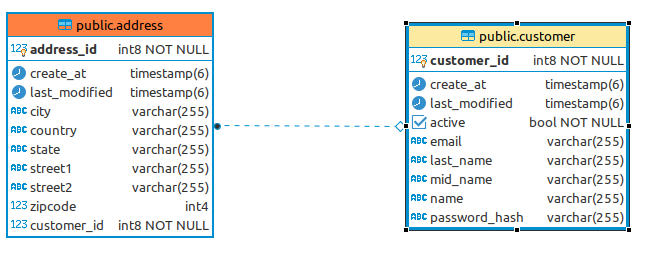 public.address
123 address_id int8 NOT NULL
create_at timestamp(6)
last_modified timestamp(6)
ABC city varchar(255)
ABC country varchar(255)
ABC state varchar(255)
ABC street1 varchar(255)
ABC street2 varchar(255)
123 zipcode int4
123 customer_id int8 NOT NULL
public.customer
123 customer_id int8 NOT NULL
create_at timestamp(6)
last_modified timestamp(6)
active bool NOT NULL
ABC email varchar(255)
ABC last_name varchar(255)
ABC mid_name varchar(255)
ABC name varchar(255)
ABC password_hash varchar(255)